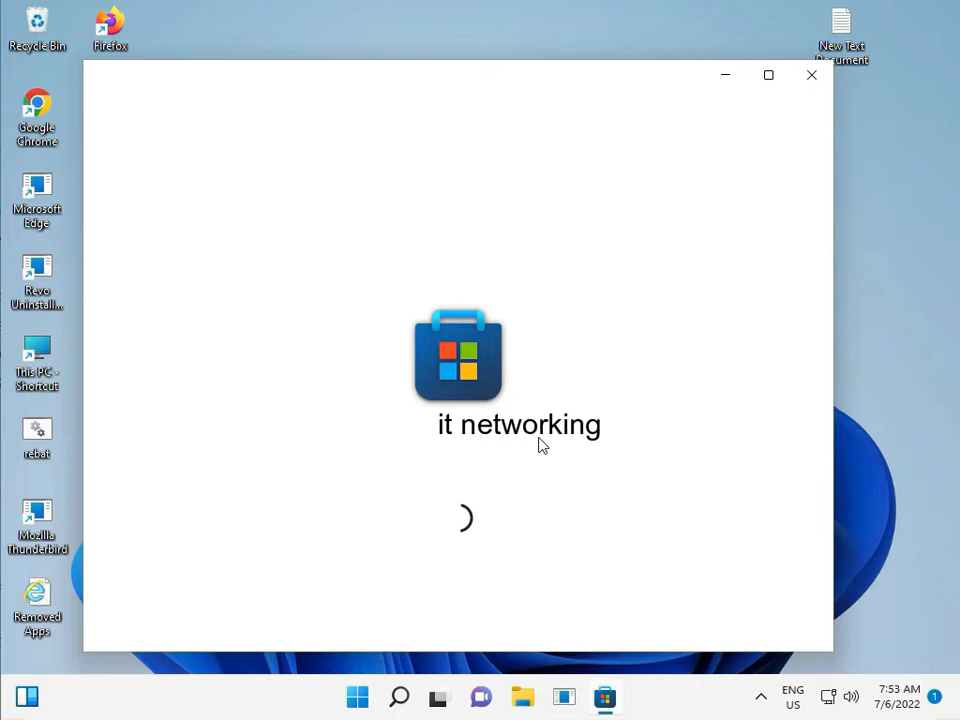 Recycle Bin
Firefox
New Text
Document
Google
Chrome
Microsoft
Edge
Revo
Uninstall...
This PC -
Shortcut
it networking
rebat
Mozilla
Thunderbird
Removed
Apps
ENG
US
7:53 AM
7/6/2022
1